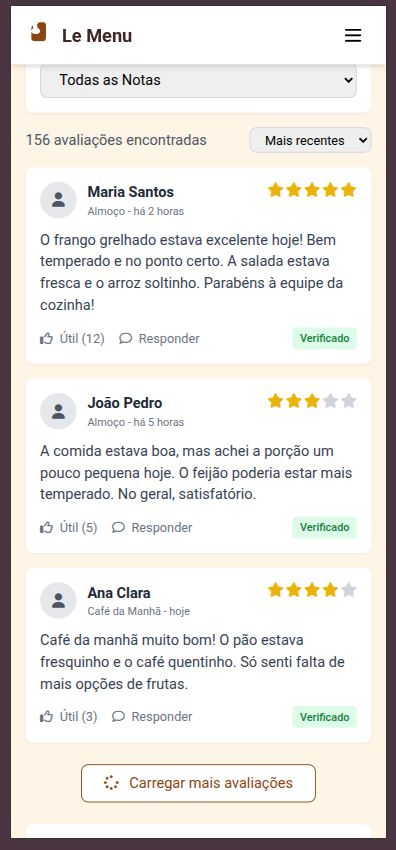 Le Menu
Todas as Notas
156 avaliações encontradas
Mais recentes
Maria Santos
Almoço - há 2 horas
O frango grelhado estava excelente hoje! Bem
temperado e no ponto certo. A salada estava
fresca e o arroz soltinho. Parabéns à equipe da
cozinha!
Útil (12)
Responder
Verificado
João Pedro
Almoço - há 5 horas
A comida estava boa, mas achei a porção um
pouco pequena hoje. O feijão poderia estar mais
temperado. No geral, satisfatório.
Útil (5)
Responder
Verificado
Ana Clara
Café da Manhã - hoje
Café da manhã muito bom! O pão estava
fresquinho e o café quentinho. Só senti falta de
mais opções de frutas.
Útil (3)
Responder
Verificado
Carregar mais avaliações